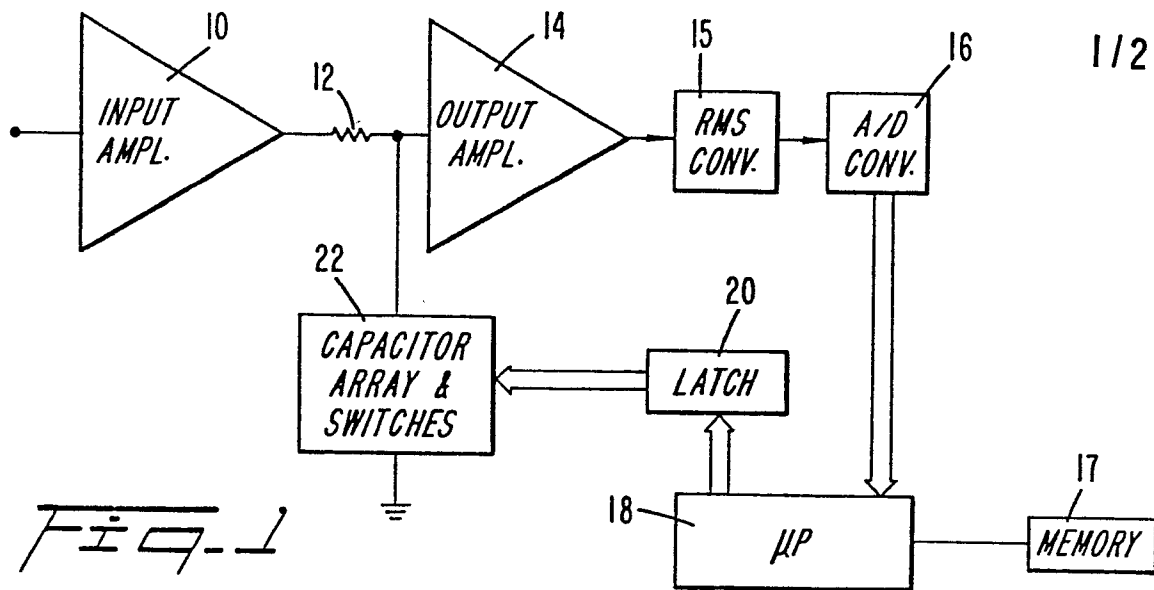 10
INPUT
AMPL.
12
14
OUTPUT
AMPL.
15
RMS
CONV.
16
A/D
CONV.
1/2
22
CAPACITOR
ARRAY &
SWITCHES
20
LATCH
18
μP
17
MEMORY
Fig. 1